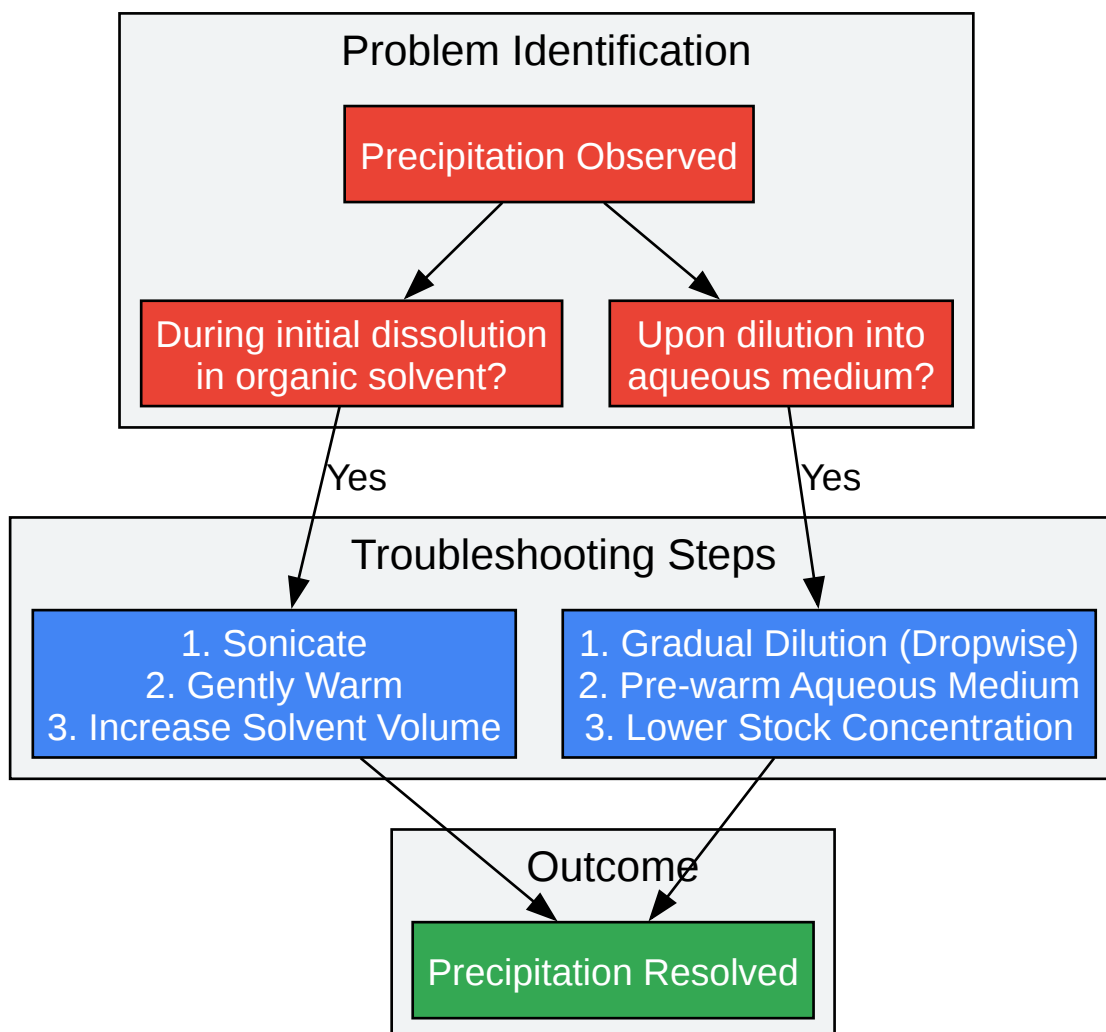 Problem Identification
Precipitation Observed
During initial dissolution
in organic solvent?
Upon dilution into
aqueous medium?
Yes
Yes
Troubleshooting Steps
1. Sonicate
2. Gently Warm
3. Increase Solvent Volume
1. Gradual Dilution (Dropwise)
2. Pre-warm Aqueous Medium
3. Lower Stock Concentration
Outcome
Precipitation Resolved